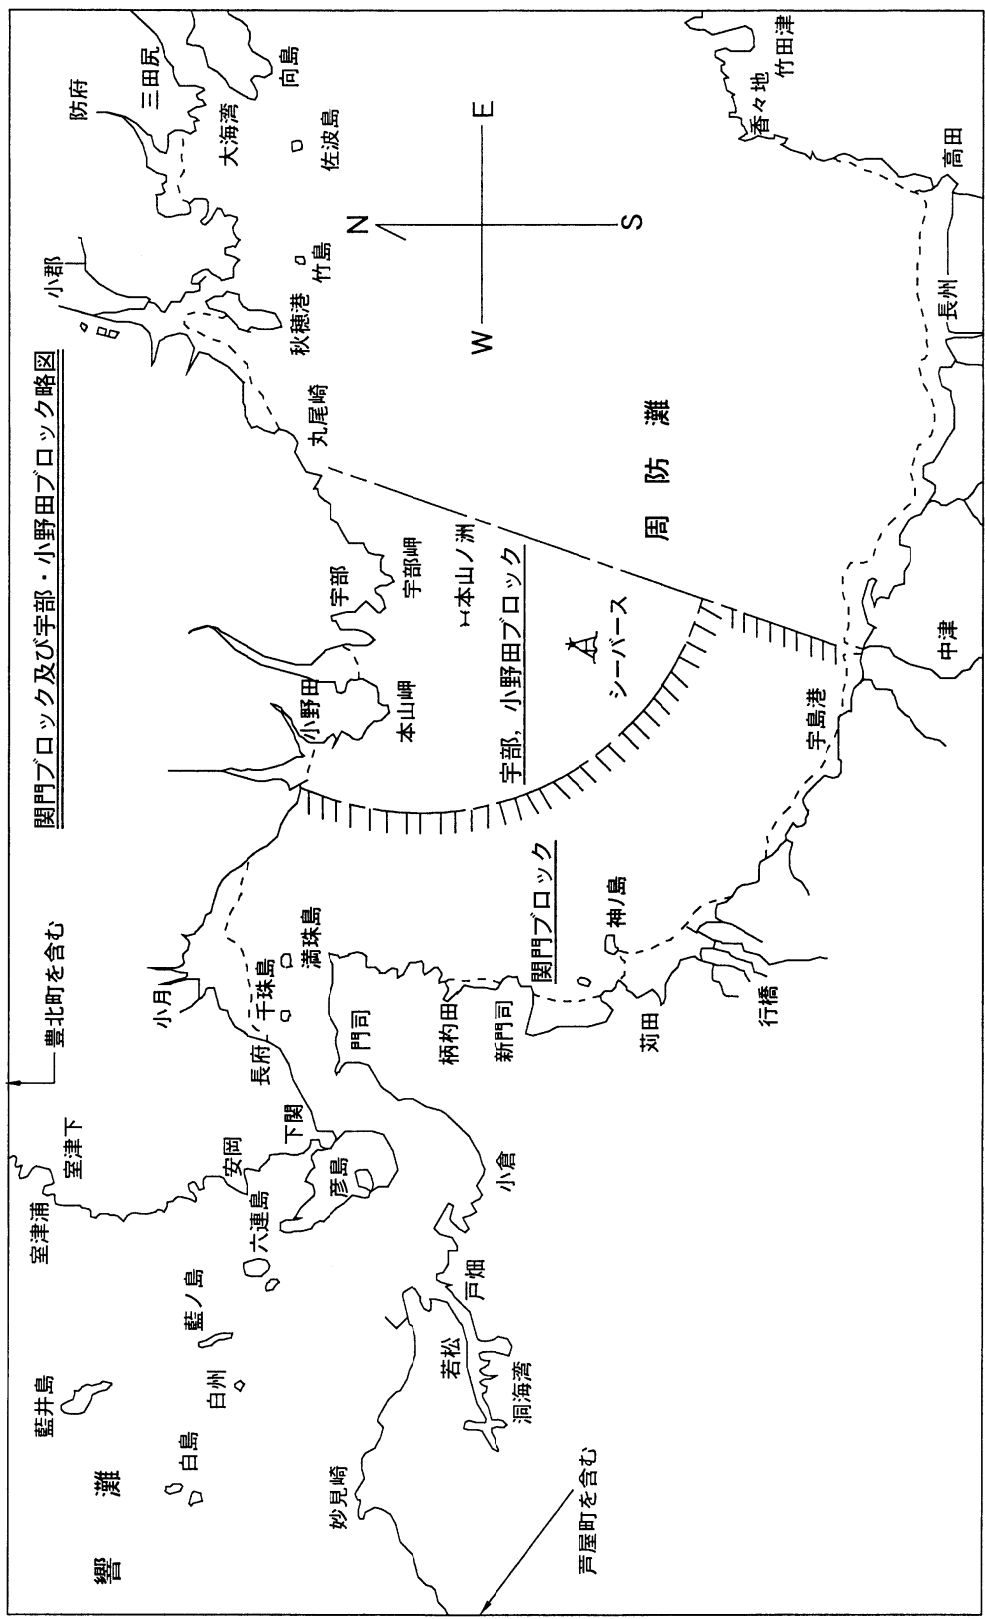 関門ブロック及び宇部・小野田ブロック略図
豊北町を含む
響灘
藍井島
白島
白州
藍ノ島
六連島
室津浦
室津下
安岡
下関
彦島
長府
小月
千珠島
満珠島
小野田
本山岬
宇部
宇部岬
丸尾崎
小郡
秋穂港
竹島
防府
三田尻
大海湾
向島
佐波島
N
E
W
S
本山ノ洲
宇部,小野田ブロック
シーバース
周防灘
関門ブロック
妙見崎
芦屋町を含む
若松
洞海湾
戸畑
小倉
門司
柄杓田
新門司
神ノ島
苅田
行橋
宇島港
中津
長州
高田
香々地
竹田津